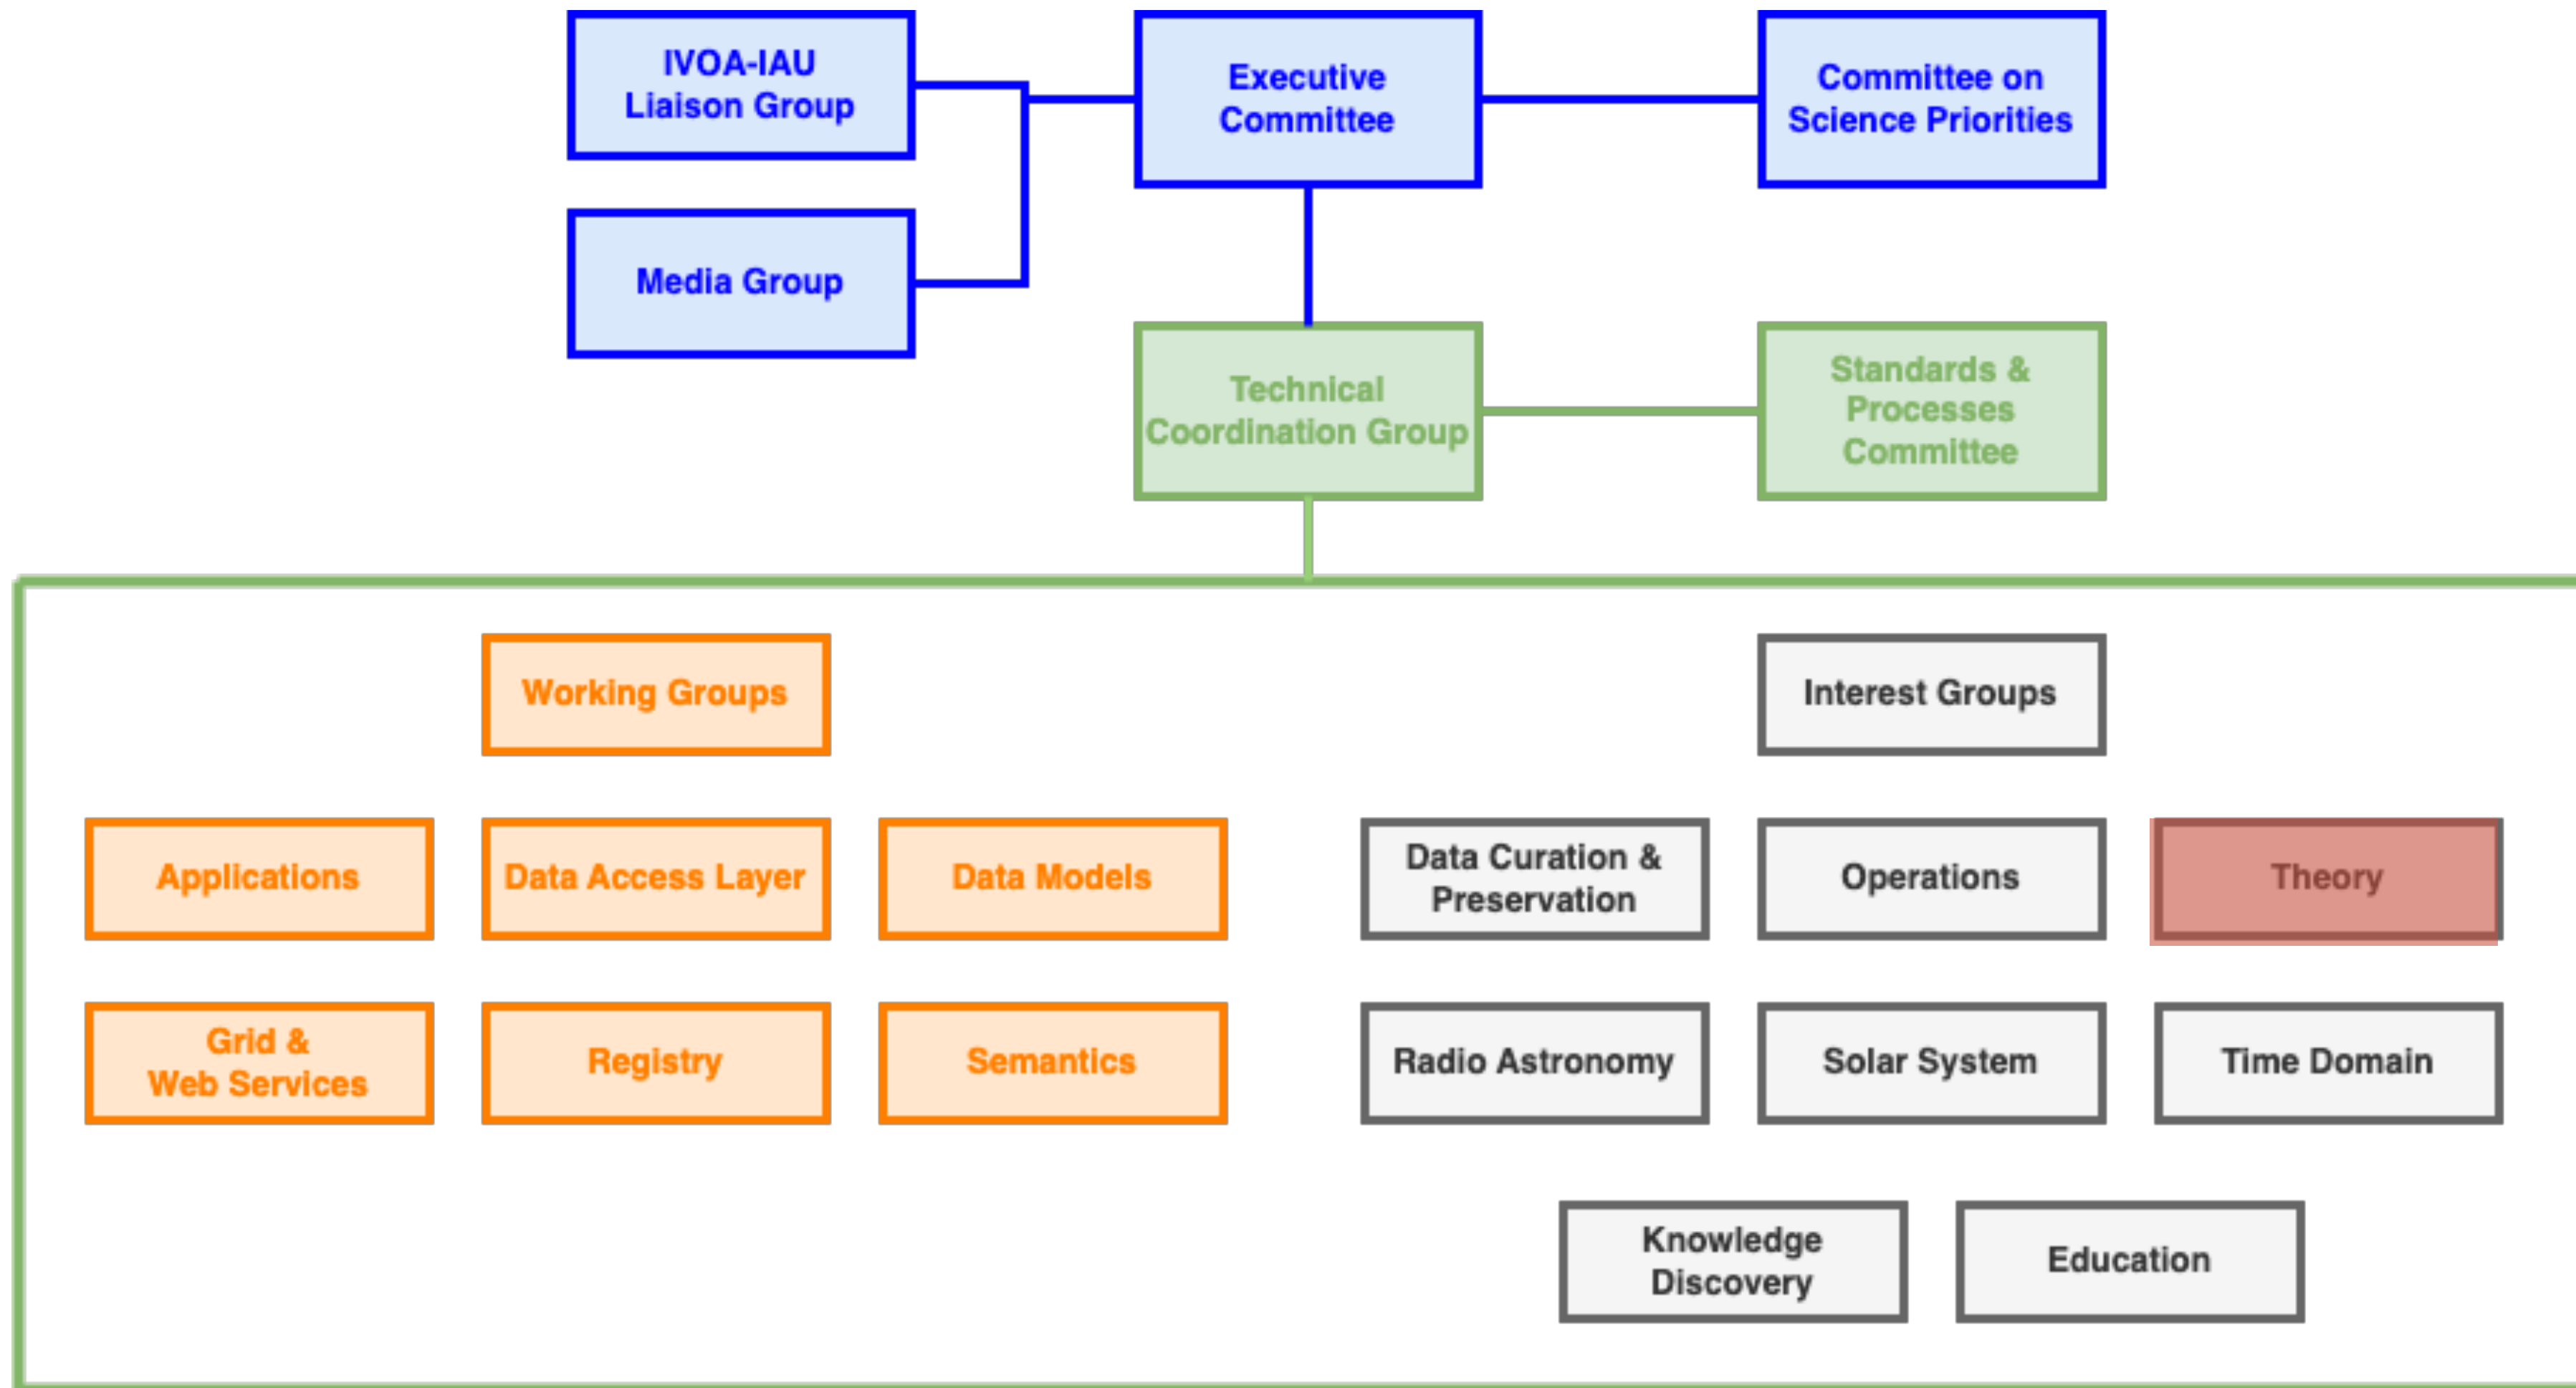 IVOA-IAU
Liaison Group
Executive
Committee
Committee on
Science Priorities
Media Group
Technical
Coordination Group
Standards &
Processes
Committee
Working Groups
Interest Groups
Applications
Data Access Layer
Data Models
Data Curation &
Preservation
Operations
Theory
Grid &
Web Services
Registry
Semantics
Radio Astronomy
Solar System
Time Domain
Knowledge
Discovery
Education